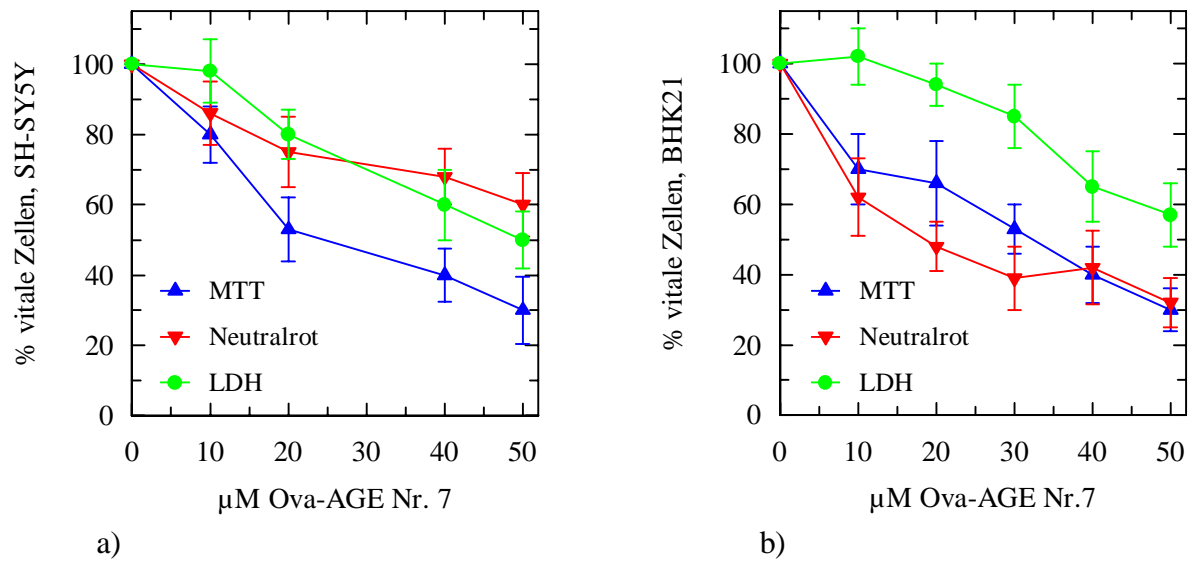 % vitale Zellen, SH-SY5Y
100
80
60
40
20
0
MTT
Neutralrot
LDH
0 10 20 30 40 50
µM Ova-AGE Nr. 7
a)
% vitale Zellen, BHK21
100
80
60
40
20
0
MTT
Neutralrot
LDH
0 10 20 30 40 50
µM Ova-AGE Nr.7
b)